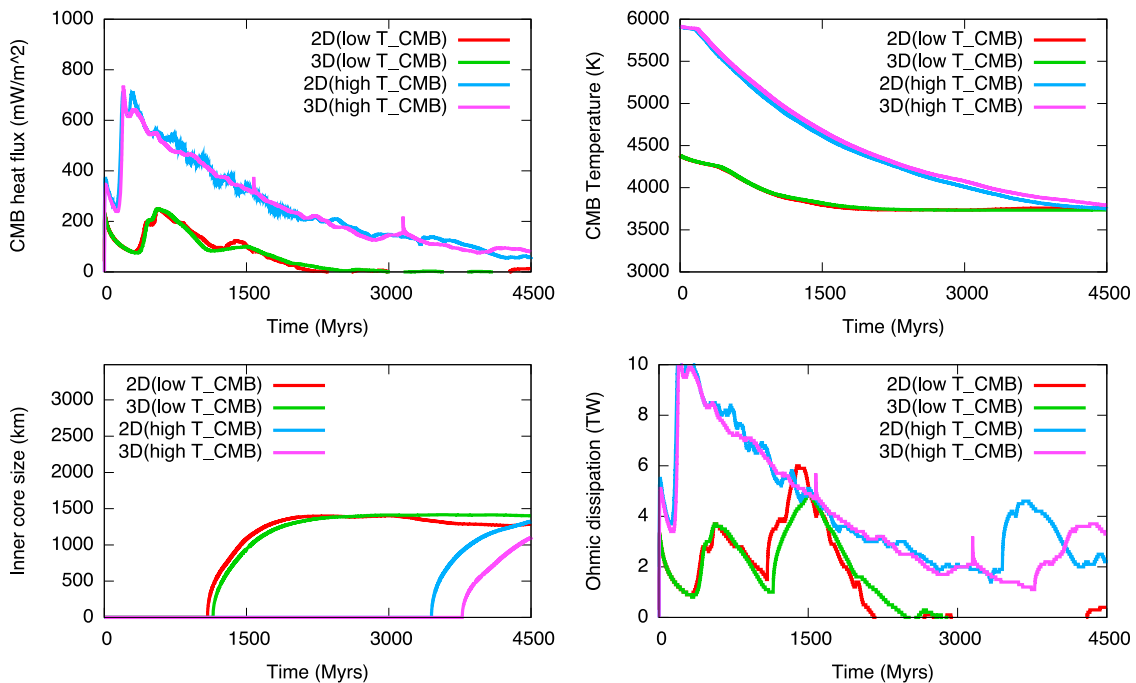 CMB heat flux (mW/m^2)
1000
800
600
400
200
0
0
1500
3000
4500
Time (Myrs)
2D(low T_CMB)
3D(low T_CMB)
2D(high T_CMB)
3D(high T_CMB)
CMB Temperature (K)
6000
5500
5000
4500
4000
3500
3000
0
1500
3000
4500
Time (Myrs)
2D(low T_CMB)
3D(low T_CMB)
2D(high T_CMB)
3D(high T_CMB)
Inner core size (km)
3000
2500
2000
1500
1000
500
0
0
1500
3000
4500
Time (Myrs)
2D(low T_CMB)
3D(low T_CMB)
2D(high T_CMB)
3D(high T_CMB)
Ohmic dissipation (TW)
10
8
6
4
2
0
0
1500
3000
4500
Time (Myrs)
2D(low T_CMB)
3D(low T_CMB)
2D(high T_CMB)
3D(high T_CMB)